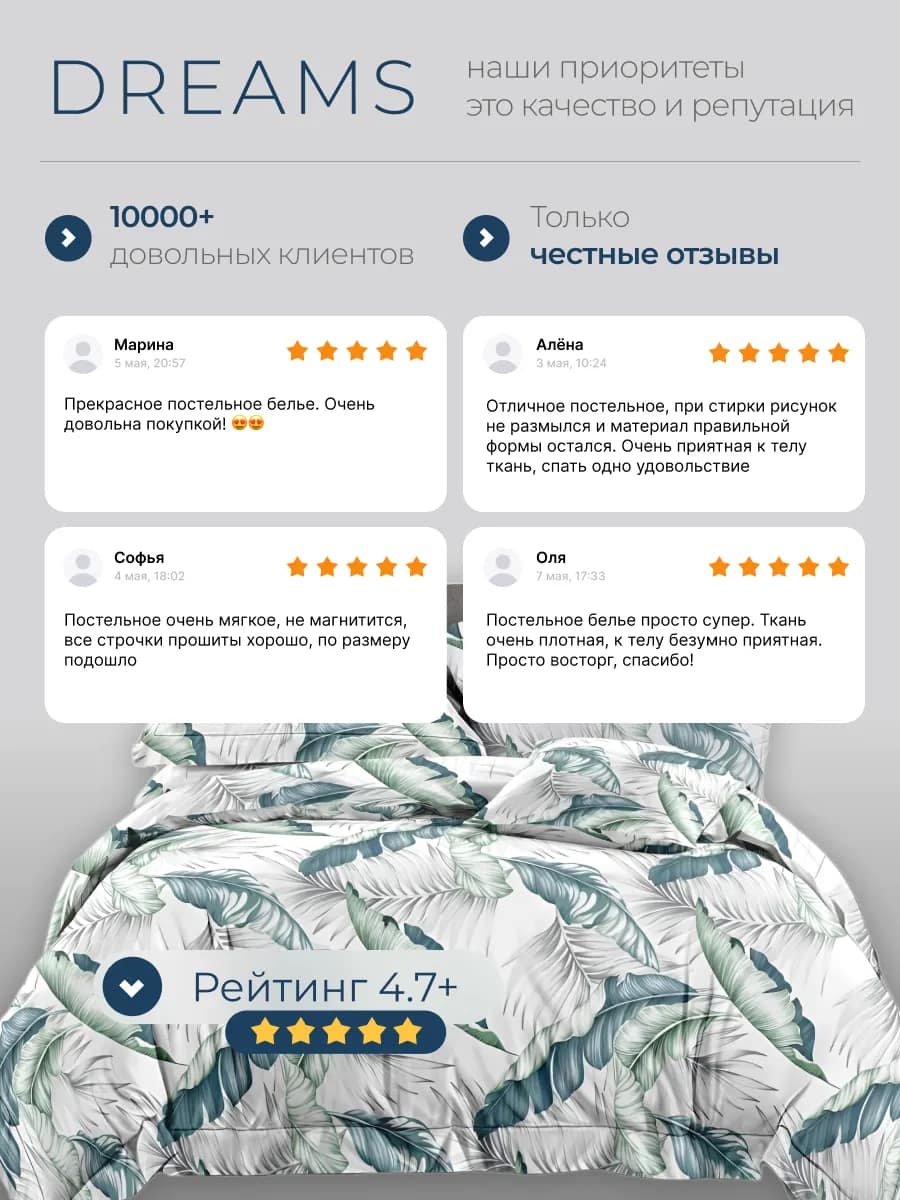 DREAMS
наши приоритеты
это качество и репутация
10000+
довольных клиентов
Только
честные отзывы
Марина
5 мая, 20:57
Прекрасное постельное белье. Очень
довольна покупкой! 😍😍
Алёна
3 мая, 10:24
Отличное постельное, при стирки рисунок
не размылся и материал правильной
формы остался. Очень приятная к телу
ткань, спать одно удовольствие
Софья
4 мая, 18:02
Постельное очень мягкое, не магнитится,
все строчки прошиты хорошо, по размеру
подошло
Оля
7 мая, 17:33
Постельное белье просто супер. Ткань
очень плотная, к телу безумно приятная.
Просто восторг, спасибо!
Рейтинг 4.7+